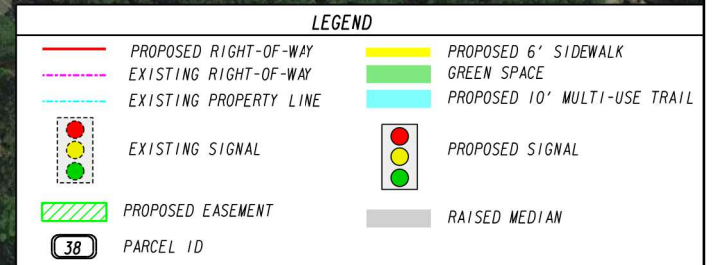 LEGEND
PROPOSED RIGHT-OF-WAY
EXISTING RIGHT-OF-WAY
EXISTING PROPERTY LINE
EXISTING SIGNAL
PROPOSED EASEMENT
38 PARCEL ID
PROPOSED 6' SIDEWALK
GREEN SPACE
PROPOSED 10' MULTI-USE TRAIL
PROPOSED SIGNAL
RAISED MEDIAN